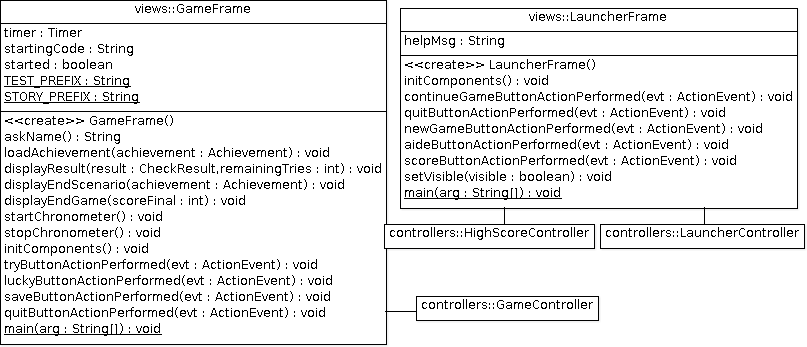 views::GameFrame
timer : Timer
startingCode : String
started : boolean
TEST_PREFIX : String
STORY_PREFIX : String
<<create>> GameFrame()
askName() : String
loadAchievement(achievement : Achievement) : void
displayResult(result : CheckResult,remainingTries : int) : void
displayEndScenario(achievement : Achievement) : void
displayEndGame(scoreFinal : int) : void
startChronometer() : void
stopChronometer() : void
initComponents() : void
tryButtonActionPerformed(evt : ActionEvent) : void
luckyButtonActionPerformed(evt : ActionEvent) : void
saveButtonActionPerformed(evt : ActionEvent) : void
quitButtonActionPerformed(evt : ActionEvent) : void
main(arg : String[]) : void
views::LauncherFrame
helpMsg : String
<<create>> LauncherFrame()
initComponents() : void
continueGameButtonActionPerformed(evt : ActionEvent) : void
quitButtonActionPerformed(evt : ActionEvent) : void
newGameButtonActionPerformed(evt : ActionEvent) : void
aideButtonActionPerformed(evt : ActionEvent) : void
scoreButtonActionPerformed(evt : ActionEvent) : void
setVisible(visible : boolean) : void
main(arg : String[]) : void
controllers::HighScoreController
controllers::LauncherController
controllers::GameController